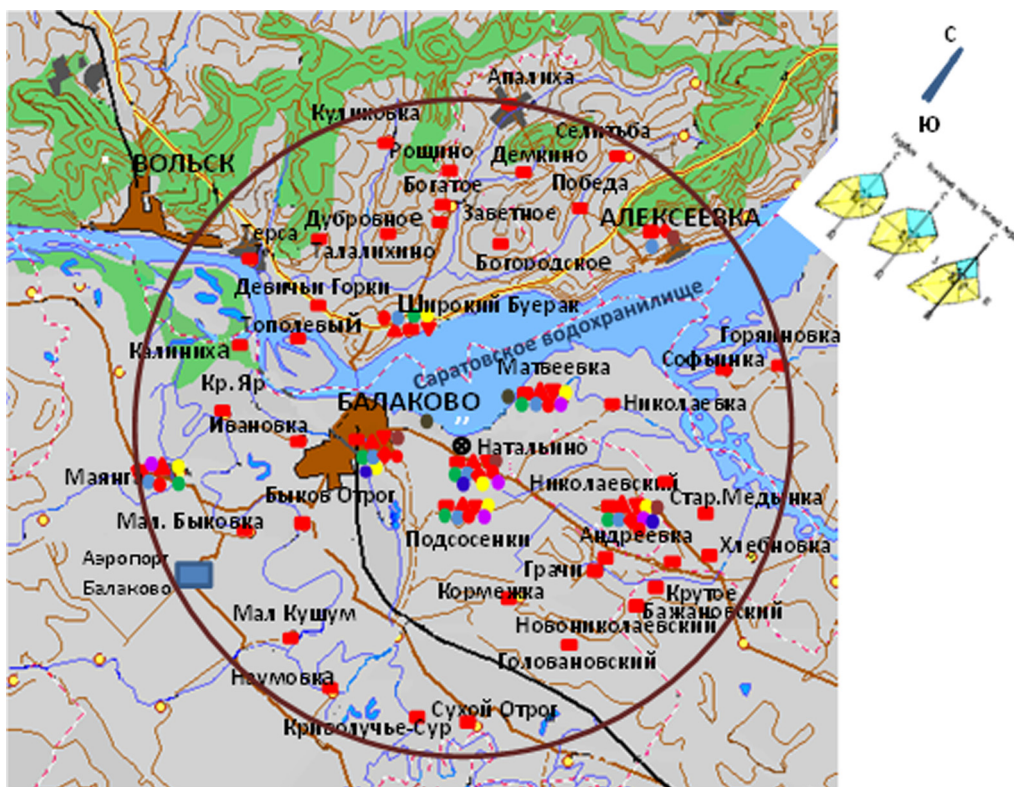 С
Апалиха
Куликовка
Ю
Селитьба
Рощино
Демкино
ВОЛЬСК
Богатое
Победа
Дубровное
Заветное
АЛЕКСЕЕВКА
Терса
Талалихино
Богородское
Девичьи Горки
Широкий Буерак
Саратовское водохранилище
Тополевый
Горяиновка
Калиниха
Софьинка
Матвеевка
Кр. Яр
БАЛАКОВО
Николаевка
Ивановка
Натальино
Маянга
Николаевский
Быков Отрог
Стар.Медынка
Мал. Быковка
Андреевка
Подсосенки
Хлебновка
Аэропорт
Балаково
Грачи
Кормежка
Крутое
Мал Кушум
Бажановский
Новониколаевский
Головановский
Наумовка
Сухой Отрог
Криволучье-Сур